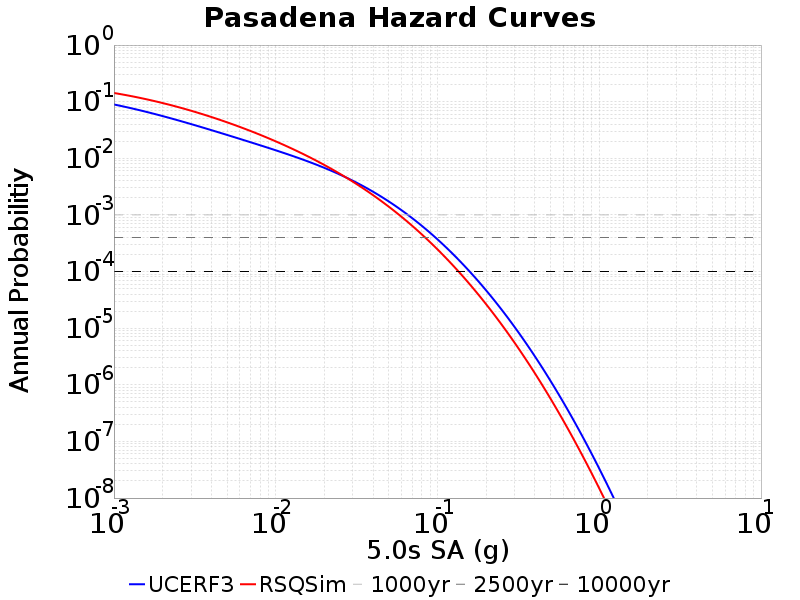 Pasadena Hazard Curves
10^0
10^-1
10^-2
10^-3
10^-4
10^-5
10^-6
10^-7
10^-8
Annual Probabilitiy
10^-3 10^-2 10^-1 10^0 10^1
5.0s SA (g)
UCERF3 RSQSim 1000yr 2500yr 10000yr